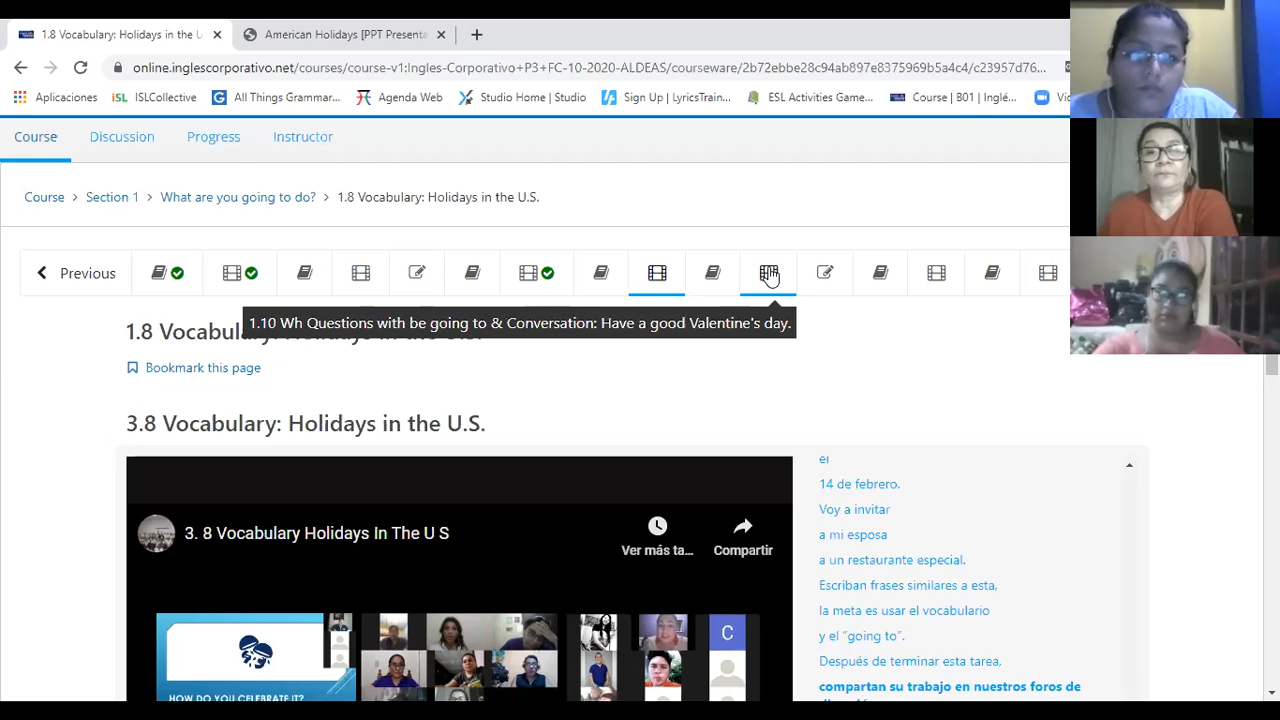 1.8 Vocabulary: Holidays in the U
American Holidays [PPT Presenta
online.inglescorporativo.net/courses/course-v1:Ingles-Corporativo+P3+FC-10-2020-ALDEAS/courseware/2b72ebbe28c94ab897e8375969b5a4c4/c23957d76...
Aplicaciones
iSL ISLCollective
All Things Grammar...
Agenda Web
Studio Home | Studio
Sign Up | LyricsTrain...
ESL Activities Game...
Course | B01 | Inglé...
Course
Discussion
Progress
Instructor
Course > Section 1 > What are you going to do? > 1.8 Vocabulary: Holidays in the U.S.
Previous
1.10 Wh Questions with be going to & Conversation: Have a good Valentine's day.
1.8 Vocabulary: Holidays in the U.S.
Bookmark this page
3.8 Vocabulary: Holidays in the U.S.
3. 8 Vocabulary Holidays In The U S
Ver más ta...
Compartir
C
HOW DO YOU CELEBRATE IT?
el
14 de febrero.
Voy a invitar
a mi esposa
a un restaurante especial.
Escriban frases similares a esta,
la meta es usar el vocabulario
y el “going to”.
Después de terminar esta tarea,
compartan su trabajo en nuestros foros de